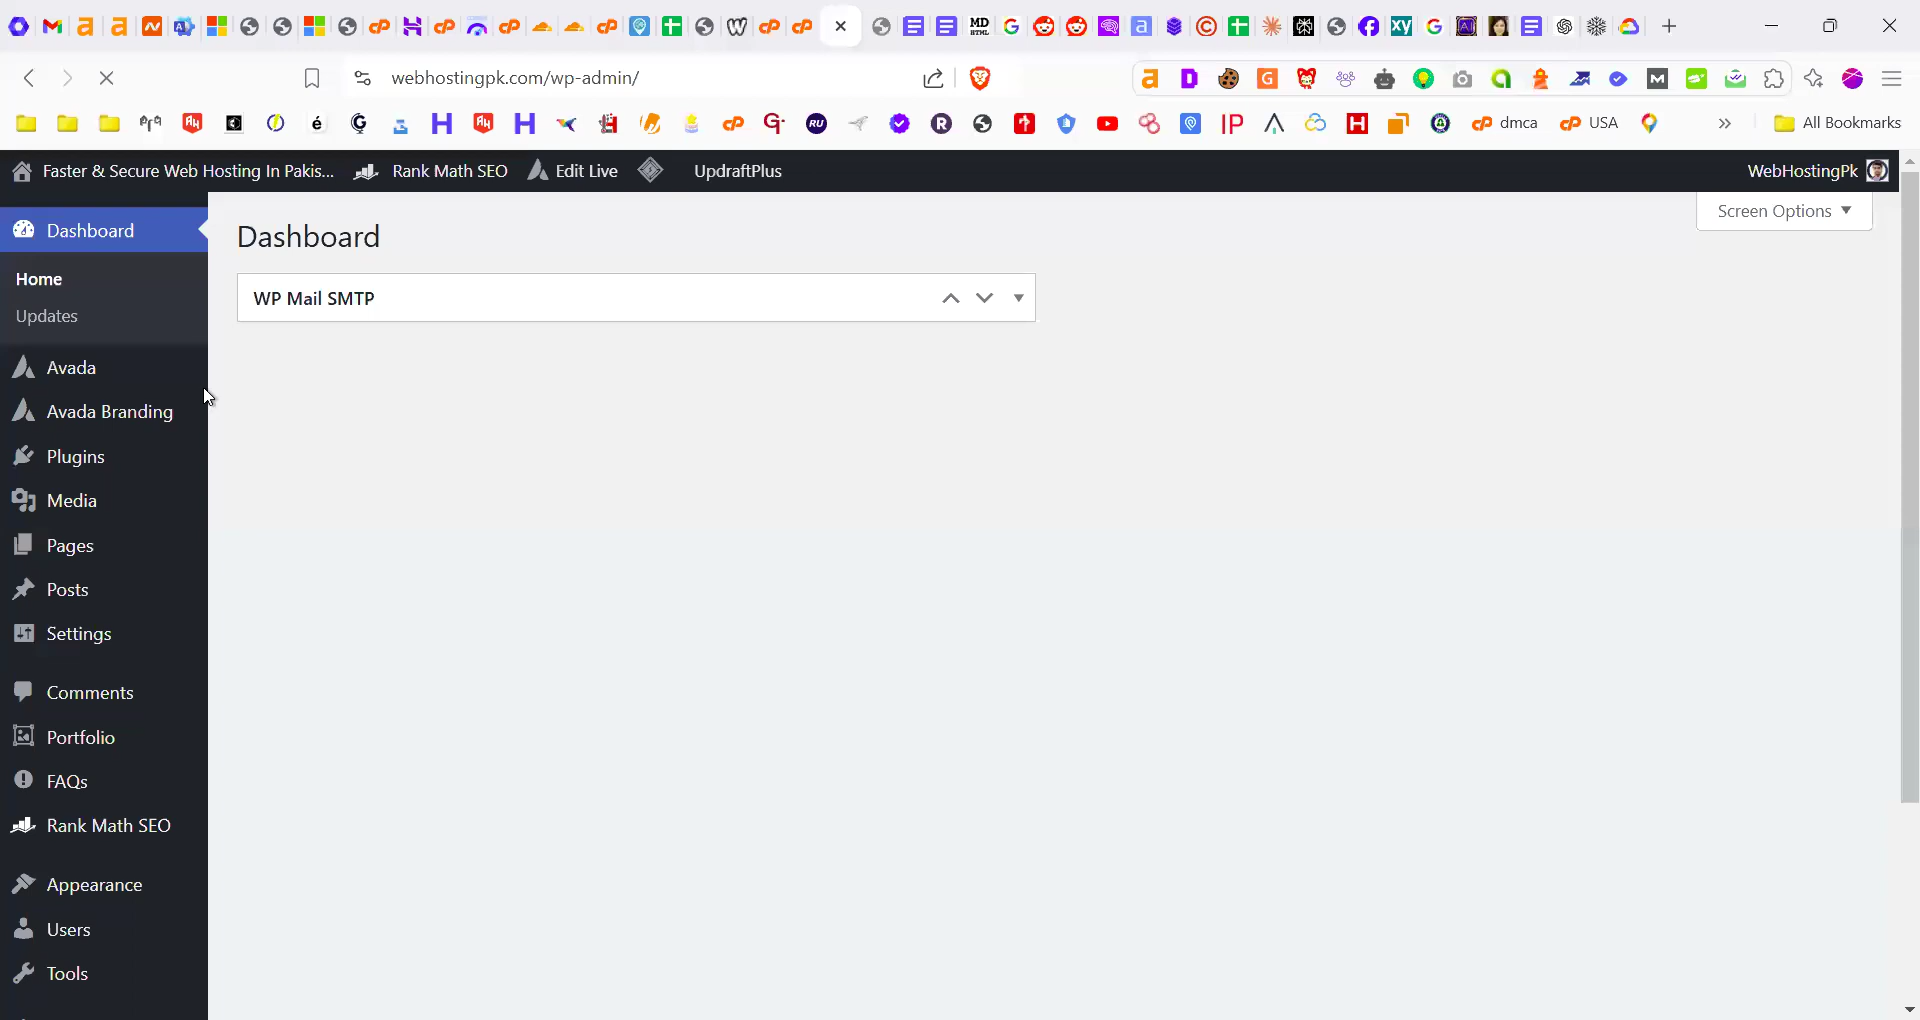 webhostingpk.com/wp-admin/
dmca
USA
All Bookmarks
Faster & Secure Web Hosting In Pakis...
Rank Math SEO
Edit Live
UpdraftPlus
WebHostingPk
Screen Options
Dashboard
Home
Updates
Avada
Avada Branding
Plugins
Media
Pages
Posts
Settings
Comments
Portfolio
FAQs
Rank Math SEO
Appearance
Users
Tools
Dashboard
WP Mail SMTP